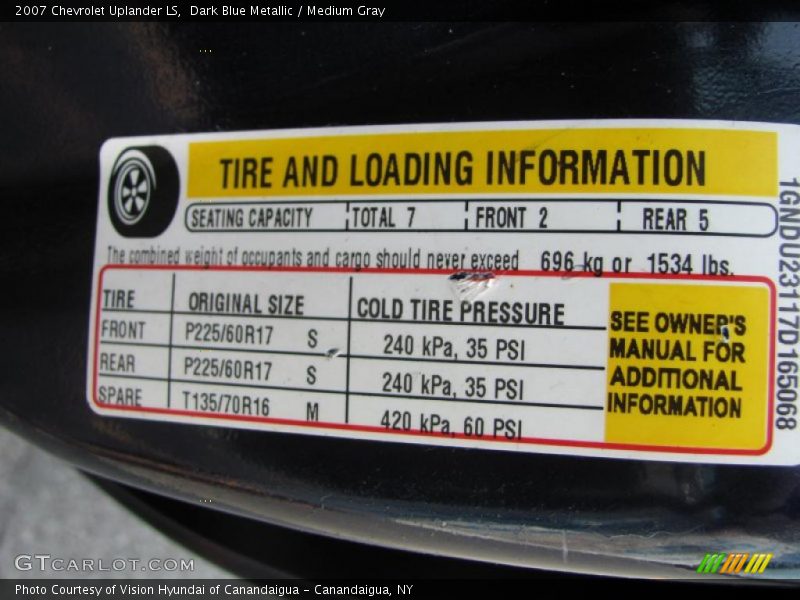 2007 Chevrolet Uplander LS, Dark Blue Metallic / Medium Gray
TIRE AND LOADING INFORMATION
SEATING CAPACITY TOTAL 7 FRONT 2 REAR 5
The combined weight of occupants and cargo should never exceed 696 kg or 1534 lbs.
TIRE ORIGINAL SIZE COLD TIRE PRESSURE
FRONT P225/60R17 S 240 kPa, 35 PSI
REAR P225/60R17 S 240 kPa, 35 PSI
SPARE T135/70R16 M 420 kPa, 60 PSI
SEE OWNER'S
MANUAL FOR
ADDITIONAL
INFORMATION
1GNDU23117D165068
GTCARLOT.COM
Photo Courtesy of Vision Hyundai of Canandaigua - Canandaigua, NY